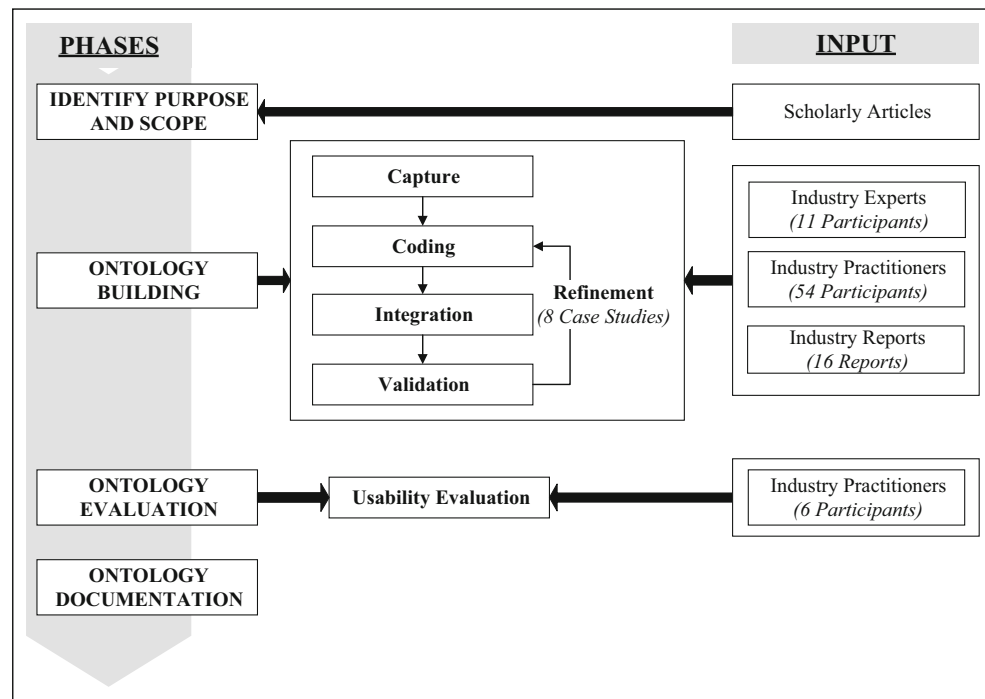 PHASES
INPUT
IDENTIFY PURPOSE
AND SCOPE
Scholarly Articles
Capture
Coding
Integration
Validation
Refinement
(8 Case Studies)
Industry Experts
(11 Participants)
ONTOLOGY
BUILDING
Industry Practitioners
(54 Participants)
Industry Reports
(16 Reports)
ONTOLOGY
EVALUATION
Usability Evaluation
Industry Practitioners
(6 Participants)
ONTOLOGY
DOCUMENTATION